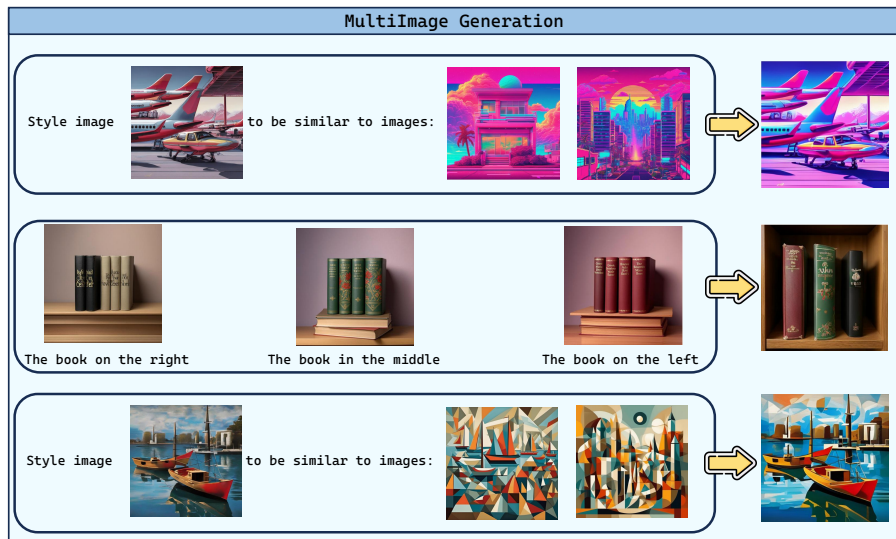 MultiImage Generation
Style image
to be similar to images:
The book on the right
The book in the middle
The book on the left
Style image
to be similar to images: